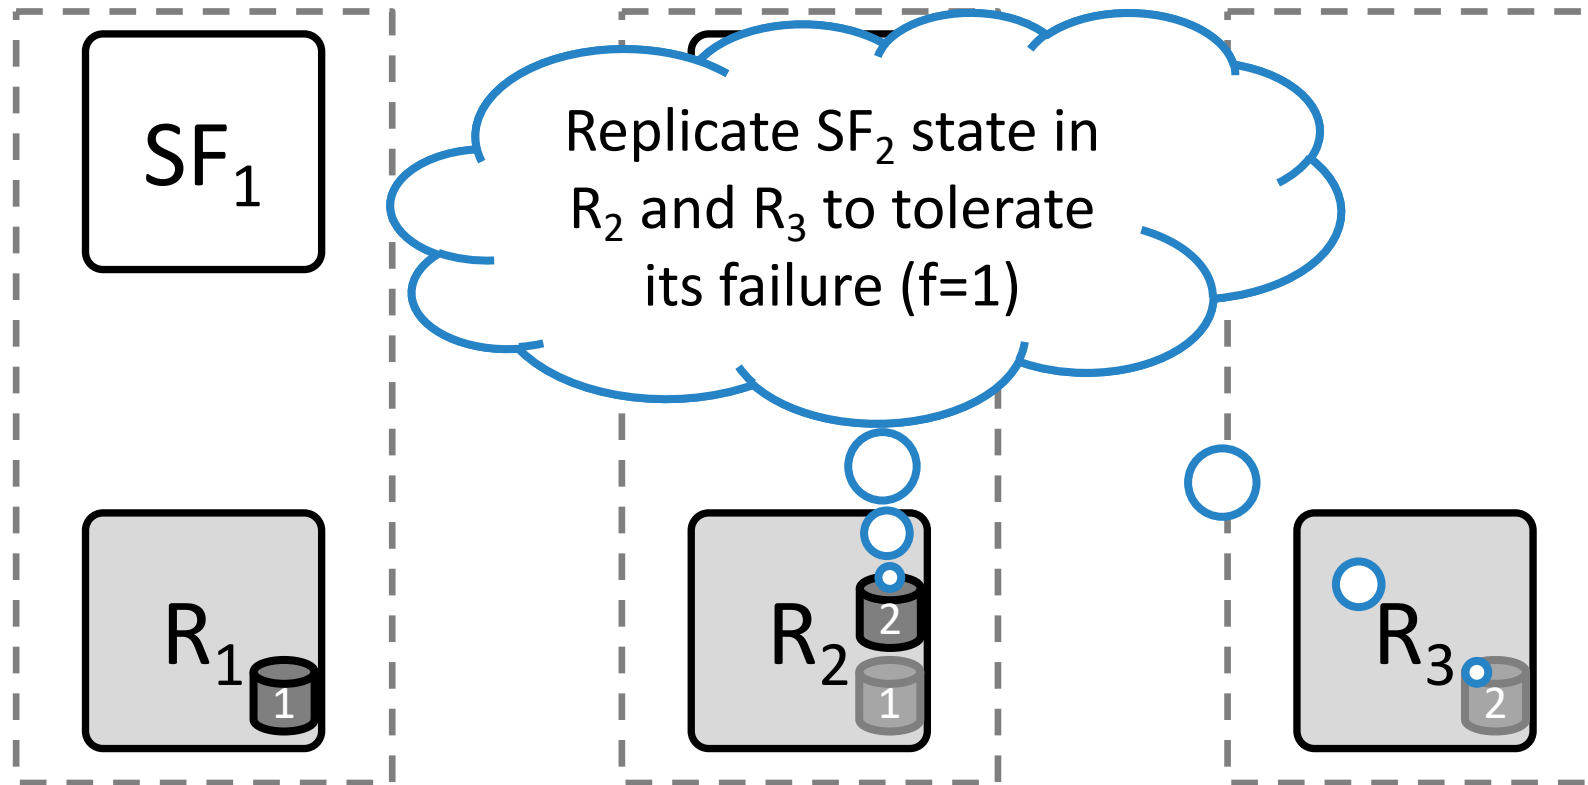 SF₁
Replicate SF₂ state in
R₂ and R₃ to tolerate
its failure (f=1)
R₁
1
R₂
2
1
R₃
2